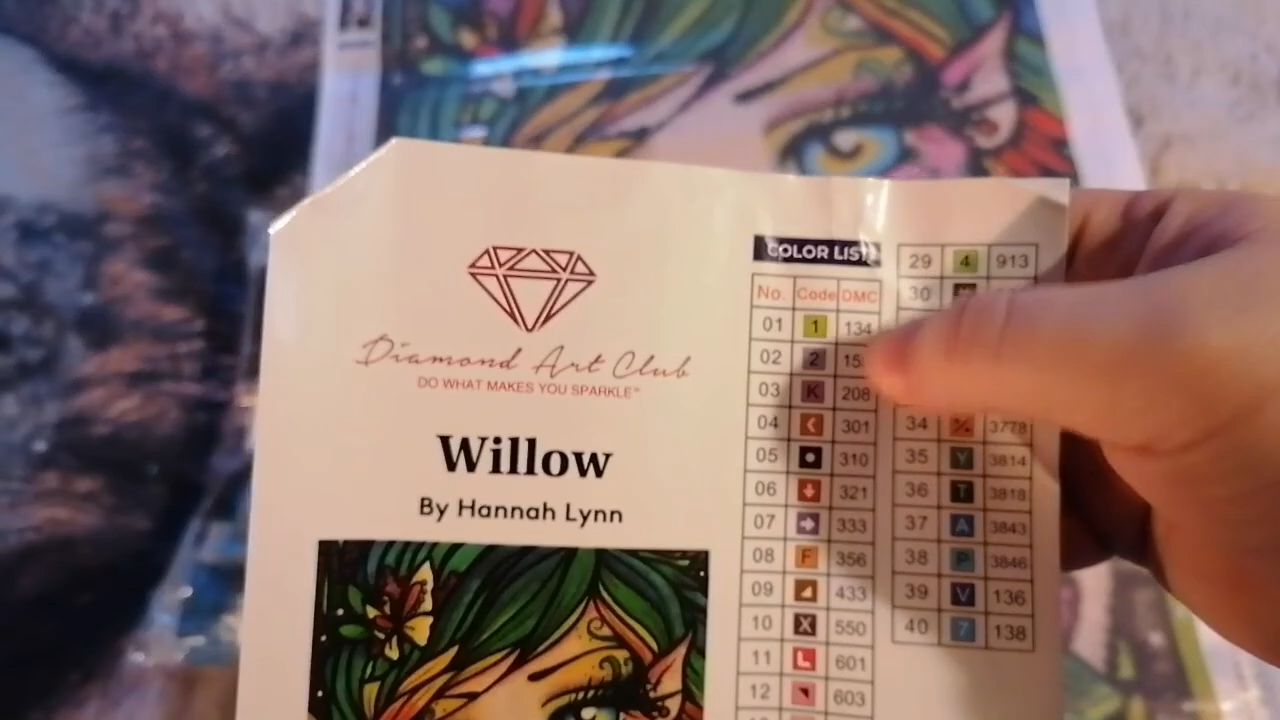 Diamond Art Club
DO WHAT MAKES YOU SPARKLE™
Willow
By Hannah Lynn
COLOR LIST
No. Code DMC
01 1 134
02 2
03 K 208
04 301
05 310
06 321
07 333
08 F 356
09 433
10 X 550
11 L 601
12 603
29 4 913
30
34 3778
35 Y 3814
36 T 3818
37 A 3843
38 P 3846
39 V 136
40 7 138